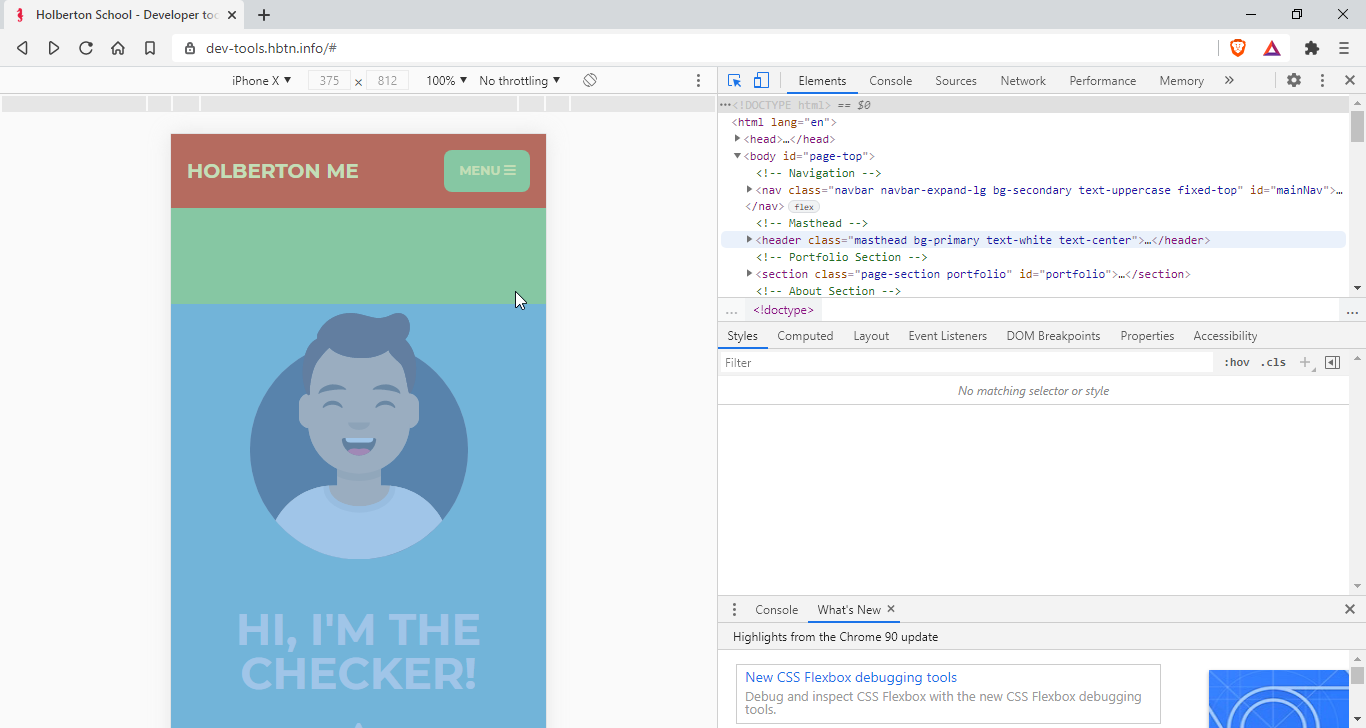 Holberton School - Developer too
dev-tools.hbtn.info/#
iPhone X ▼ 375 x 812 100% ▼ No throttling ▼
Elements Console Sources Network Performance Memory »
HOLBERTON ME
MENU ☰
HI, I'M THE
CHECKER!
···<!DOCTYPE html> == $0
<html lang="en">
▶<head>…</head>
▼<body id="page-top">
<!-- Navigation -->
▶<nav class="navbar navbar-expand-lg bg-secondary text-uppercase fixed-top" id="mainNav">…
</nav> flex
<!-- Masthead -->
▶<header class="masthead bg-primary text-white text-center">…</header>
<!-- Portfolio Section -->
▶<section class="page-section portfolio" id="portfolio">…</section>
<!-- About Section -->
... <!doctype> ...
Styles Computed Layout Event Listeners DOM Breakpoints Properties Accessibility
Filter :hov .cls +
No matching selector or style
Console What's New ×
Highlights from the Chrome 90 update
New CSS Flexbox debugging tools
Debug and inspect CSS Flexbox with the new CSS Flexbox debugging
tools.